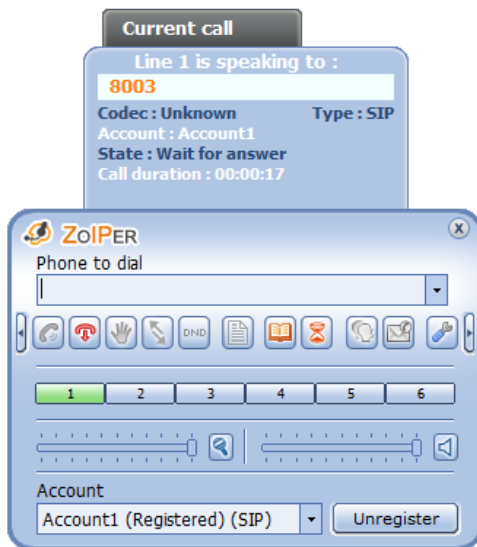 Current call
Line 1 is speaking to :
8003
Codec : Unknown Type : SIP
Account : Account1
State : Wait for answer
Call duration : 00:00:17
ZOIPER
Phone to dial
DND
1 2 3 4 5 6
Account
Account1 (Registered) (SIP) Unregister